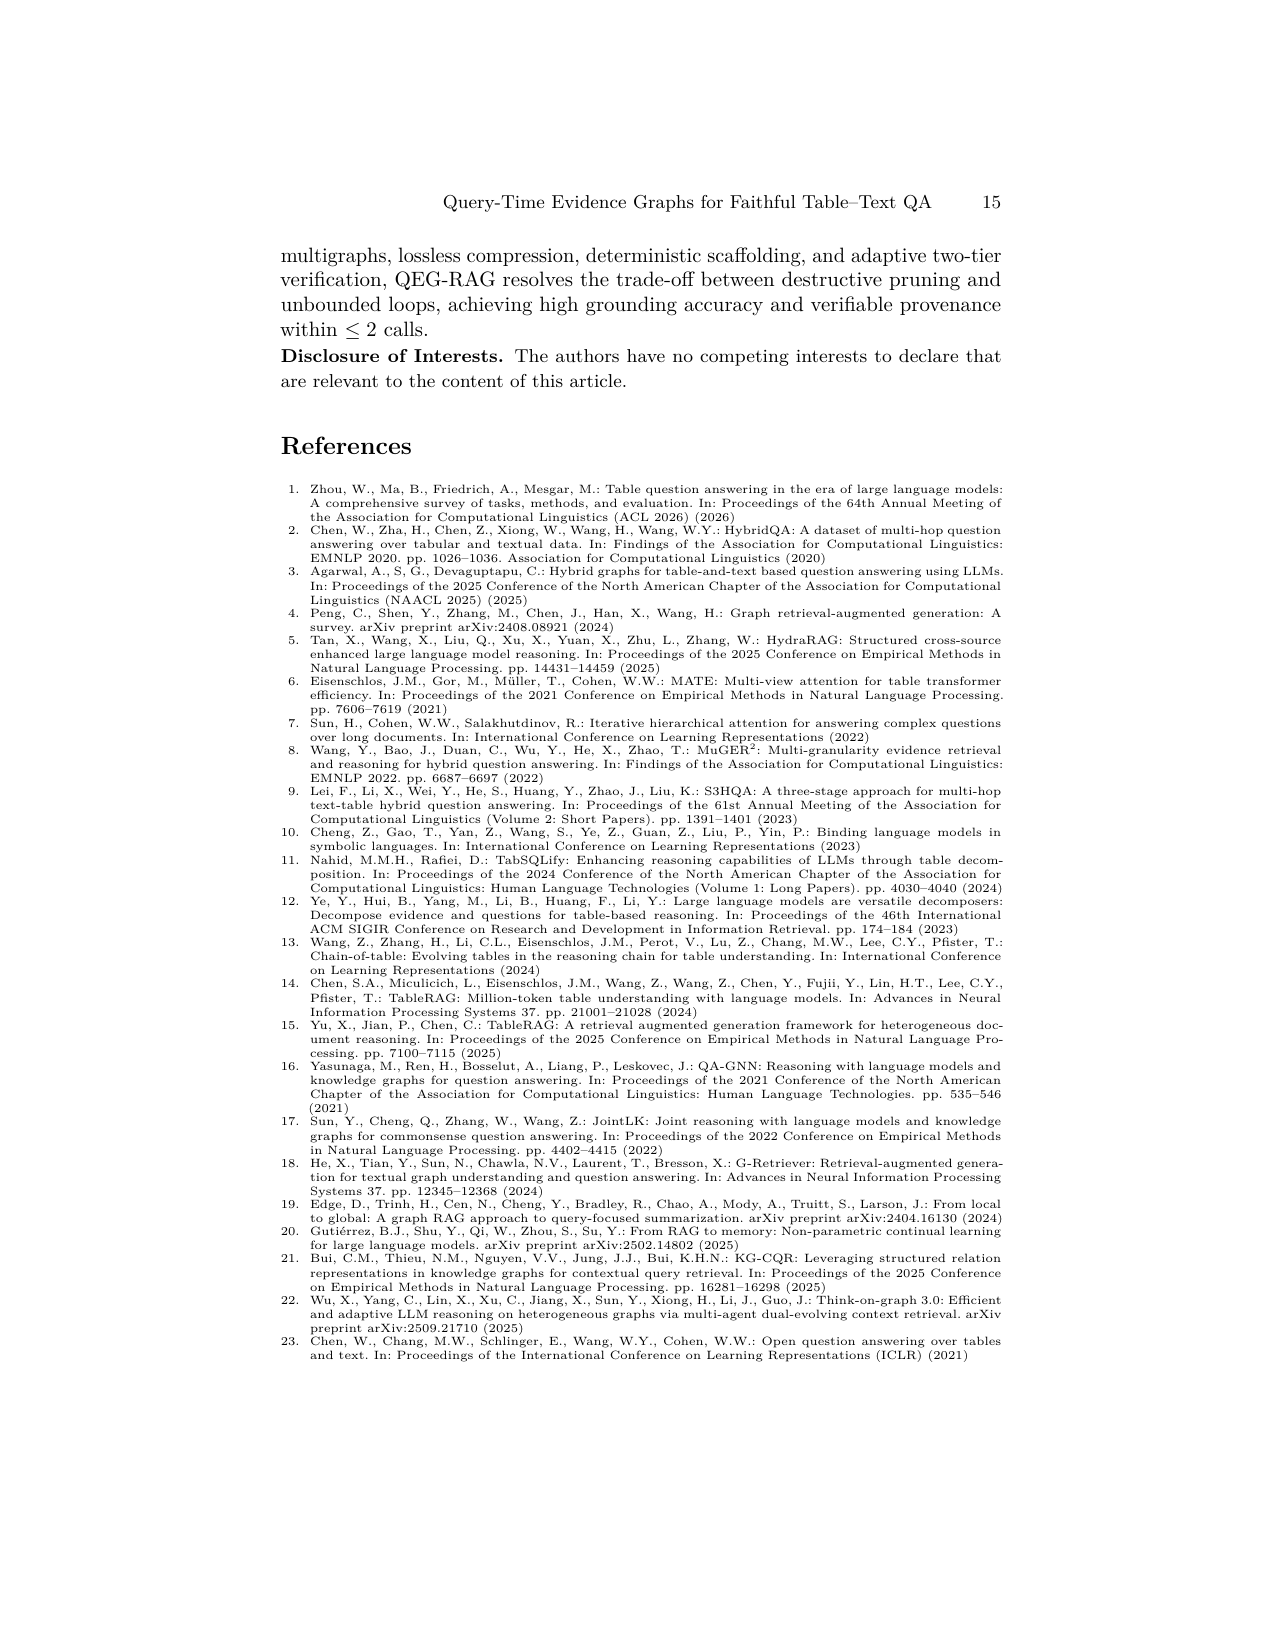 Query-Time Evidence Graphs for Faithful Table–Text QA 15
multigraphs, lossless compression, deterministic scaffolding, and adaptive two-tier
verification, QEG-RAG resolves the trade-off between destructive pruning and
unbounded loops, achieving high grounding accuracy and verifiable provenance
within ≤ 2 calls.
Disclosure of Interests. The authors have no competing interests to declare that
are relevant to the content of this article.
References
1. Zhou, W., Ma, B., Friedrich, A., Mesgar, M.: Table question answering in the era of large language models:
A comprehensive survey of tasks, methods, and evaluation. In: Proceedings of the 64th Annual Meeting of
the Association for Computational Linguistics (ACL 2026) (2026)
2. Chen, W., Zha, H., Chen, Z., Xiong, W., Wang, H., Wang, W.Y.: HybridQA: A dataset of multi-hop question
answering over tabular and textual data. In: Findings of the Association for Computational Linguistics:
EMNLP 2020. pp. 1026–1036. Association for Computational Linguistics (2020)
3. Agarwal, A., S, G., Devaguptapu, C.: Hybrid graphs for table-and-text based question answering using LLMs.
In: Proceedings of the 2025 Conference of the North American Chapter of the Association for Computational
Linguistics (NAACL 2025) (2025)
4. Peng, C., Shen, Y., Zhang, M., Chen, J., Han, X., Wang, H.: Graph retrieval-augmented generation: A
survey. arXiv preprint arXiv:2408.08921 (2024)
5. Tan, X., Wang, X., Liu, Q., Xu, X., Yuan, X., Zhu, L., Zhang, W.: HydraRAG: Structured cross-source
enhanced large language model reasoning. In: Proceedings of the 2025 Conference on Empirical Methods in
Natural Language Processing. pp. 14431–14459 (2025)
6. Eisenschlos, J.M., Gor, M., Müller, T., Cohen, W.W.: MATE: Multi-view attention for table transformer
efficiency. In: Proceedings of the 2021 Conference on Empirical Methods in Natural Language Processing.
pp. 7606–7619 (2021)
7. Sun, H., Cohen, W.W., Salakhutdinov, R.: Iterative hierarchical attention for answering complex questions
over long documents. In: International Conference on Learning Representations (2022)
8. Wang, Y., Bao, J., Duan, C., Wu, Y., He, X., Zhao, T.: MuGER²: Multi-granularity evidence retrieval
and reasoning for hybrid question answering. In: Findings of the Association for Computational Linguistics:
EMNLP 2022. pp. 6687–6697 (2022)
9. Lei, F., Li, X., Wei, Y., He, S., Huang, Y., Zhao, J., Liu, K.: S3HQA: A three-stage approach for multi-hop
text-table hybrid question answering. In: Proceedings of the 61st Annual Meeting of the Association for
Computational Linguistics (Volume 2: Short Papers). pp. 1391–1401 (2023)
10. Cheng, Z., Gao, T., Yan, Z., Wang, S., Ye, Z., Guan, Z., Liu, P., Yin, P.: Binding language models in
symbolic languages. In: International Conference on Learning Representations (2023)
11. Nahid, M.M.H., Rafiei, D.: TabSQLify: Enhancing reasoning capabilities of LLMs through table decom-
position. In: Proceedings of the 2024 Conference of the North American Chapter of the Association for
Computational Linguistics: Human Language Technologies (Volume 1: Long Papers). pp. 4030–4040 (2024)
12. Ye, Y., Hui, B., Yang, M., Li, B., Huang, F., Li, Y.: Large language models are versatile decomposers:
Decompose evidence and questions for table-based reasoning. In: Proceedings of the 46th International
ACM SIGIR Conference on Research and Development in Information Retrieval. pp. 174–184 (2023)
13. Wang, Z., Zhang, H., Li, C.L., Eisenschlos, J.M., Perot, V., Lu, Z., Chang, M.W., Lee, C.Y., Pfister, T.:
Chain-of-table: Evolving tables in the reasoning chain for table understanding. In: International Conference
on Learning Representations (2024)
14. Chen, S.A., Miculicich, L., Eisenschlos, J.M., Wang, Z., Wang, Z., Chen, Y., Fujii, Y., Lin, H.T., Lee, C.Y.,
Pfister, T.: TableRAG: Million-token table understanding with language models. In: Advances in Neural
Information Processing Systems 37. pp. 21001–21028 (2024)
15. Yu, X., Jian, P., Chen, C.: TableRAG: A retrieval augmented generation framework for heterogeneous doc-
ument reasoning. In: Proceedings of the 2025 Conference on Empirical Methods in Natural Language Pro-
cessing. pp. 7100–7115 (2025)
16. Yasunaga, M., Ren, H., Bosselut, A., Liang, P., Leskovec, J.: QA-GNN: Reasoning with language models and
knowledge graphs for question answering. In: Proceedings of the 2021 Conference of the North American
Chapter of the Association for Computational Linguistics: Human Language Technologies. pp. 535–546
(2021)
17. Sun, Y., Cheng, Q., Zhang, W., Wang, Z.: JointLK: Joint reasoning with language models and knowledge
graphs for commonsense question answering. In: Proceedings of the 2022 Conference on Empirical Methods
in Natural Language Processing. pp. 4402–4415 (2022)
18. He, X., Tian, Y., Sun, N., Chawla, N.V., Laurent, T., Bresson, X.: G-Retriever: Retrieval-augmented genera-
tion for textual graph understanding and question answering. In: Advances in Neural Information Processing
Systems 37. pp. 12345–12368 (2024)
19. Edge, D., Trinh, H., Cen, N., Cheng, Y., Bradley, R., Chao, A., Mody, A., Truitt, S., Larson, J.: From local
to global: A graph RAG approach to query-focused summarization. arXiv preprint arXiv:2404.16130 (2024)
20. Gutiérrez, B.J., Shu, Y., Qi, W., Zhou, S., Su, Y.: From RAG to memory: Non-parametric continual learning
for large language models. arXiv preprint arXiv:2502.14802 (2025)
21. Bui, C.M., Thieu, N.M., Nguyen, V.V., Jung, J.J., Bui, K.H.N.: KG-CQR: Leveraging structured relation
representations in knowledge graphs for contextual query retrieval. In: Proceedings of the 2025 Conference
on Empirical Methods in Natural Language Processing. pp. 16281–16298 (2025)
22. Wu, X., Yang, C., Lin, X., Xu, C., Jiang, X., Sun, Y., Xiong, H., Li, J., Guo, J.: Think-on-graph 3.0: Efficient
and adaptive LLM reasoning on heterogeneous graphs via multi-agent dual-evolving context retrieval. arXiv
preprint arXiv:2509.21710 (2025)
23. Chen, W., Chang, M.W., Schlinger, E., Wang, W.Y., Cohen, W.W.: Open question answering over tables
and text. In: Proceedings of the International Conference on Learning Representations (ICLR) (2021)